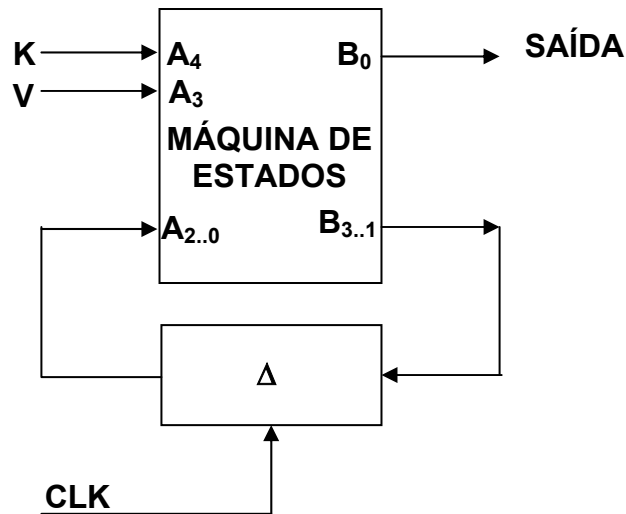 K
V
A₄
A₃
B₀
SAÍDA
MÁQUINA DE
ESTADOS
A₂..₀
B₃..₁
Δ
CLK